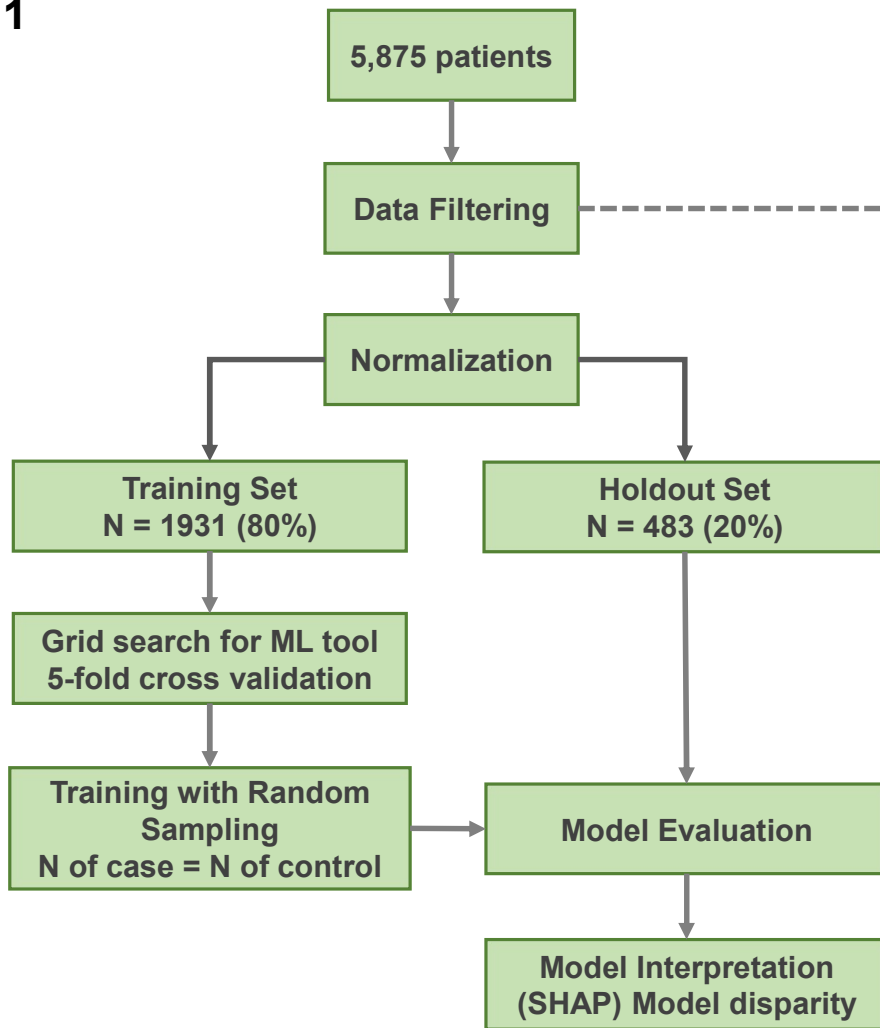 1
5,875 patients
Data Filtering
Normalization
Training Set
N = 1931 (80%)
Holdout Set
N = 483 (20%)
Grid search for ML tool
5-fold cross validation
Training with Random
Sampling
N of case = N of control
Model Evaluation
Model Interpretation
(SHAP) Model disparity